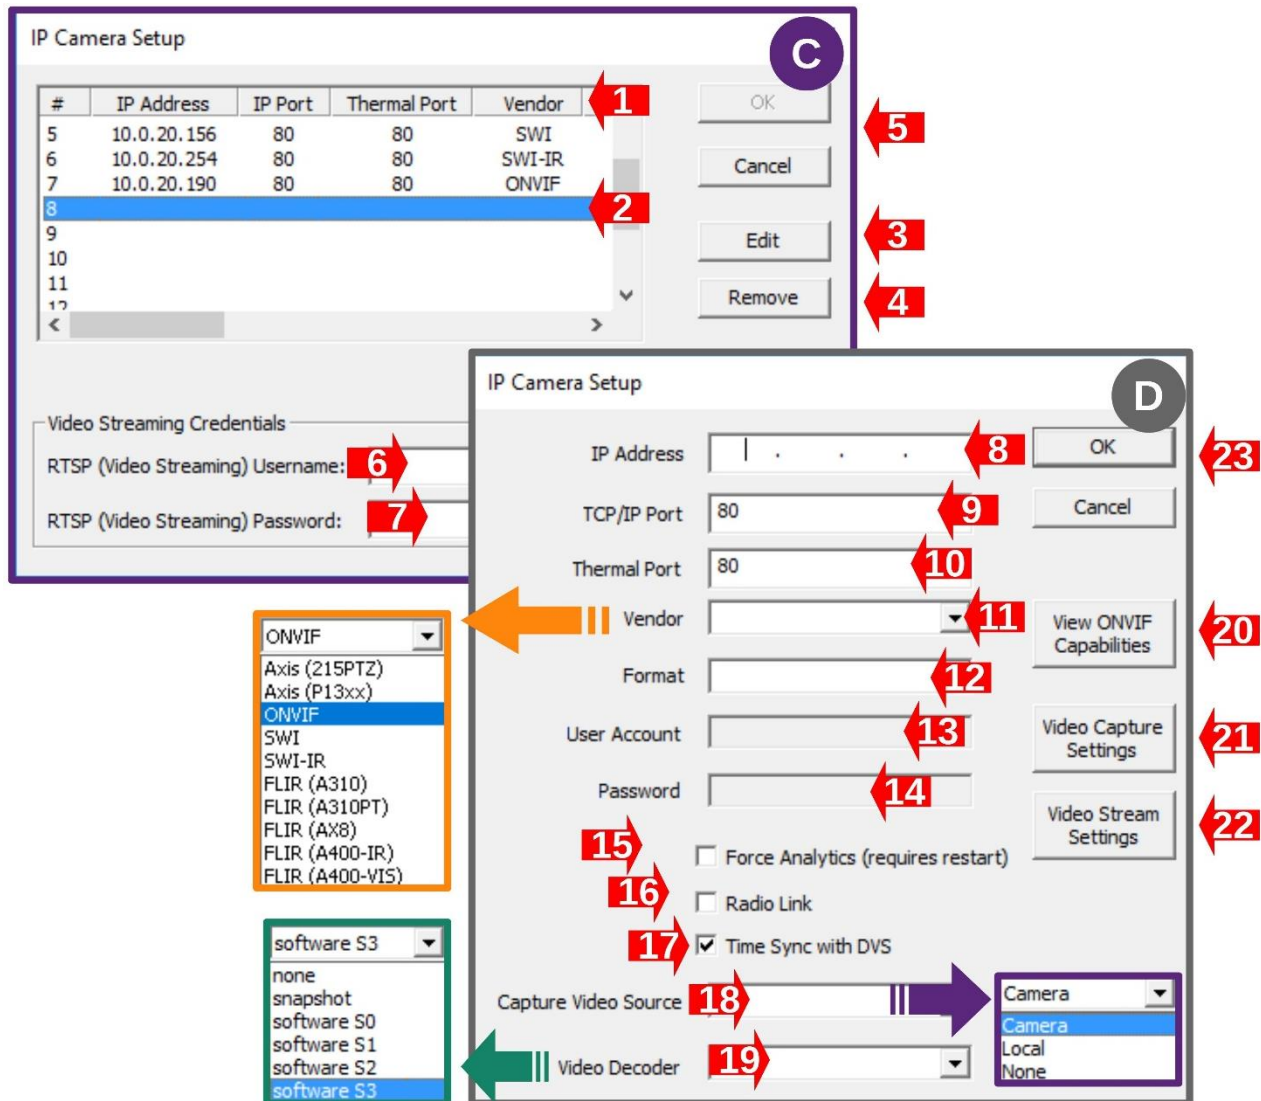 IP Camera Setup
C
# IP Address IP Port Thermal Port Vendor 1
5 10.0.20.156 80 80 SWI
6 10.0.20.254 80 80 SWI-IR
7 10.0.20.190 80 80 ONVIF
8 2
9
10
11
12
OK
5
Cancel
Edit 3
Remove 4
Video Streaming Credentials
RTSP (Video Streaming) Username: 6
RTSP (Video Streaming) Password: 7
IP Camera Setup
D
IP Address . . . 8
TCP/IP Port 80 9
Thermal Port 80 10
Vendor 11
Format 12
User Account 13
Password 14
15 Force Analytics (requires restart)
16 Radio Link
17 Time Sync with DVS
Capture Video Source 18
Video Decoder 19
OK 23
Cancel
View ONVIF
Capabilities
20
Video Capture
Settings
21
Video Stream
Settings
22
ONVIF
Axis (215PTZ)
Axis (P13xx)
ONVIF
SWI
SWI-IR
FLIR (A310)
FLIR (A310PT)
FLIR (AX8)
FLIR (A400-IR)
FLIR (A400-VIS)
software S3
none
snapshot
software S0
software S1
software S2
software S3
Camera
Camera
Local
None